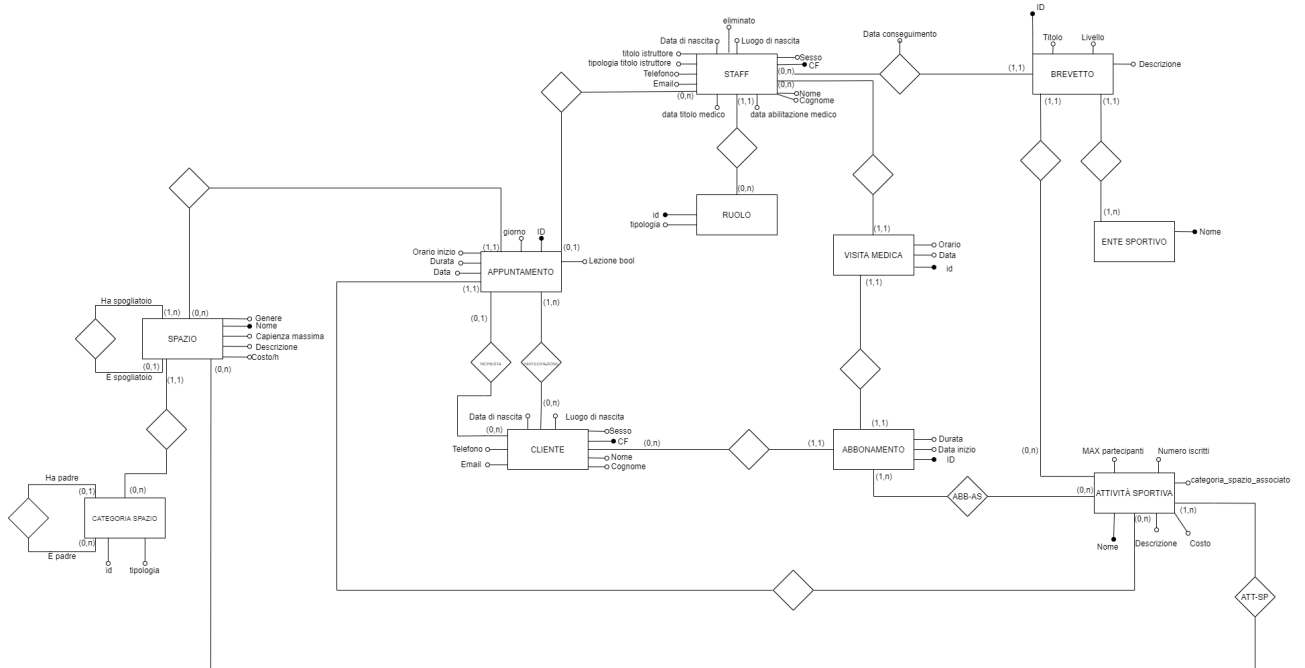 ID
eliminato
Data di nascita
Luogo di nascita
Data conseguimento
Titolo
Livello
titolo istruttore
tipologia titolo istruttore
Telefono
Email
Sesso
CF
STAFF
(0,n)
(0,n)
(0,n)
(1,1)
Nome
Cognome
data titolo medico
data abilitazione medico
(1,1)
BREVETTO
Descrizione
(1,1)
(1,1)
(0,n)
id
tipologia
RUOLO
(1,n)
ENTE SPORTIVO
Nome
giorno
ID
(1,1)
(0,1)
Orario inizio
Durata
Data
APPUNTAMENTO
Lezione bool
(1,1)
(0,1)
(1,n)
(1,1)
VISITA MEDICA
Orario
Data
id
(1,1)
Ha spogliatoio
(1,n)
(0,n)
SPAZIO
Genere
Nome
Capienza massima
Descrizione
Costo/h
(0,1)
È spogliatoio
(1,1)
(0,n)
RICHIESTA
PARTECIPAZIONE
(0,n)
(0,n)
Data di nascita
Luogo di nascita
Sesso
CF
Telefono
CLIENTE
Nome
Email
Cognome
(0,n)
(1,1)
(1,1)
ABBONAMENTO
Durata
Data inizio
ID
(1,n)
ABB-AS
(0,n)
(0,n)
MAX partecipanti
Numero iscritti
categoria_spazio_associato
ATTIVITÀ SPORTIVA
(0,n)
(1,n)
Nome
Descrizione
Costo
Ha padre
(0,1)
(0,n)
CATEGORIA SPAZIO
(0,n)
È padre
id
tipologia
ATT-SP